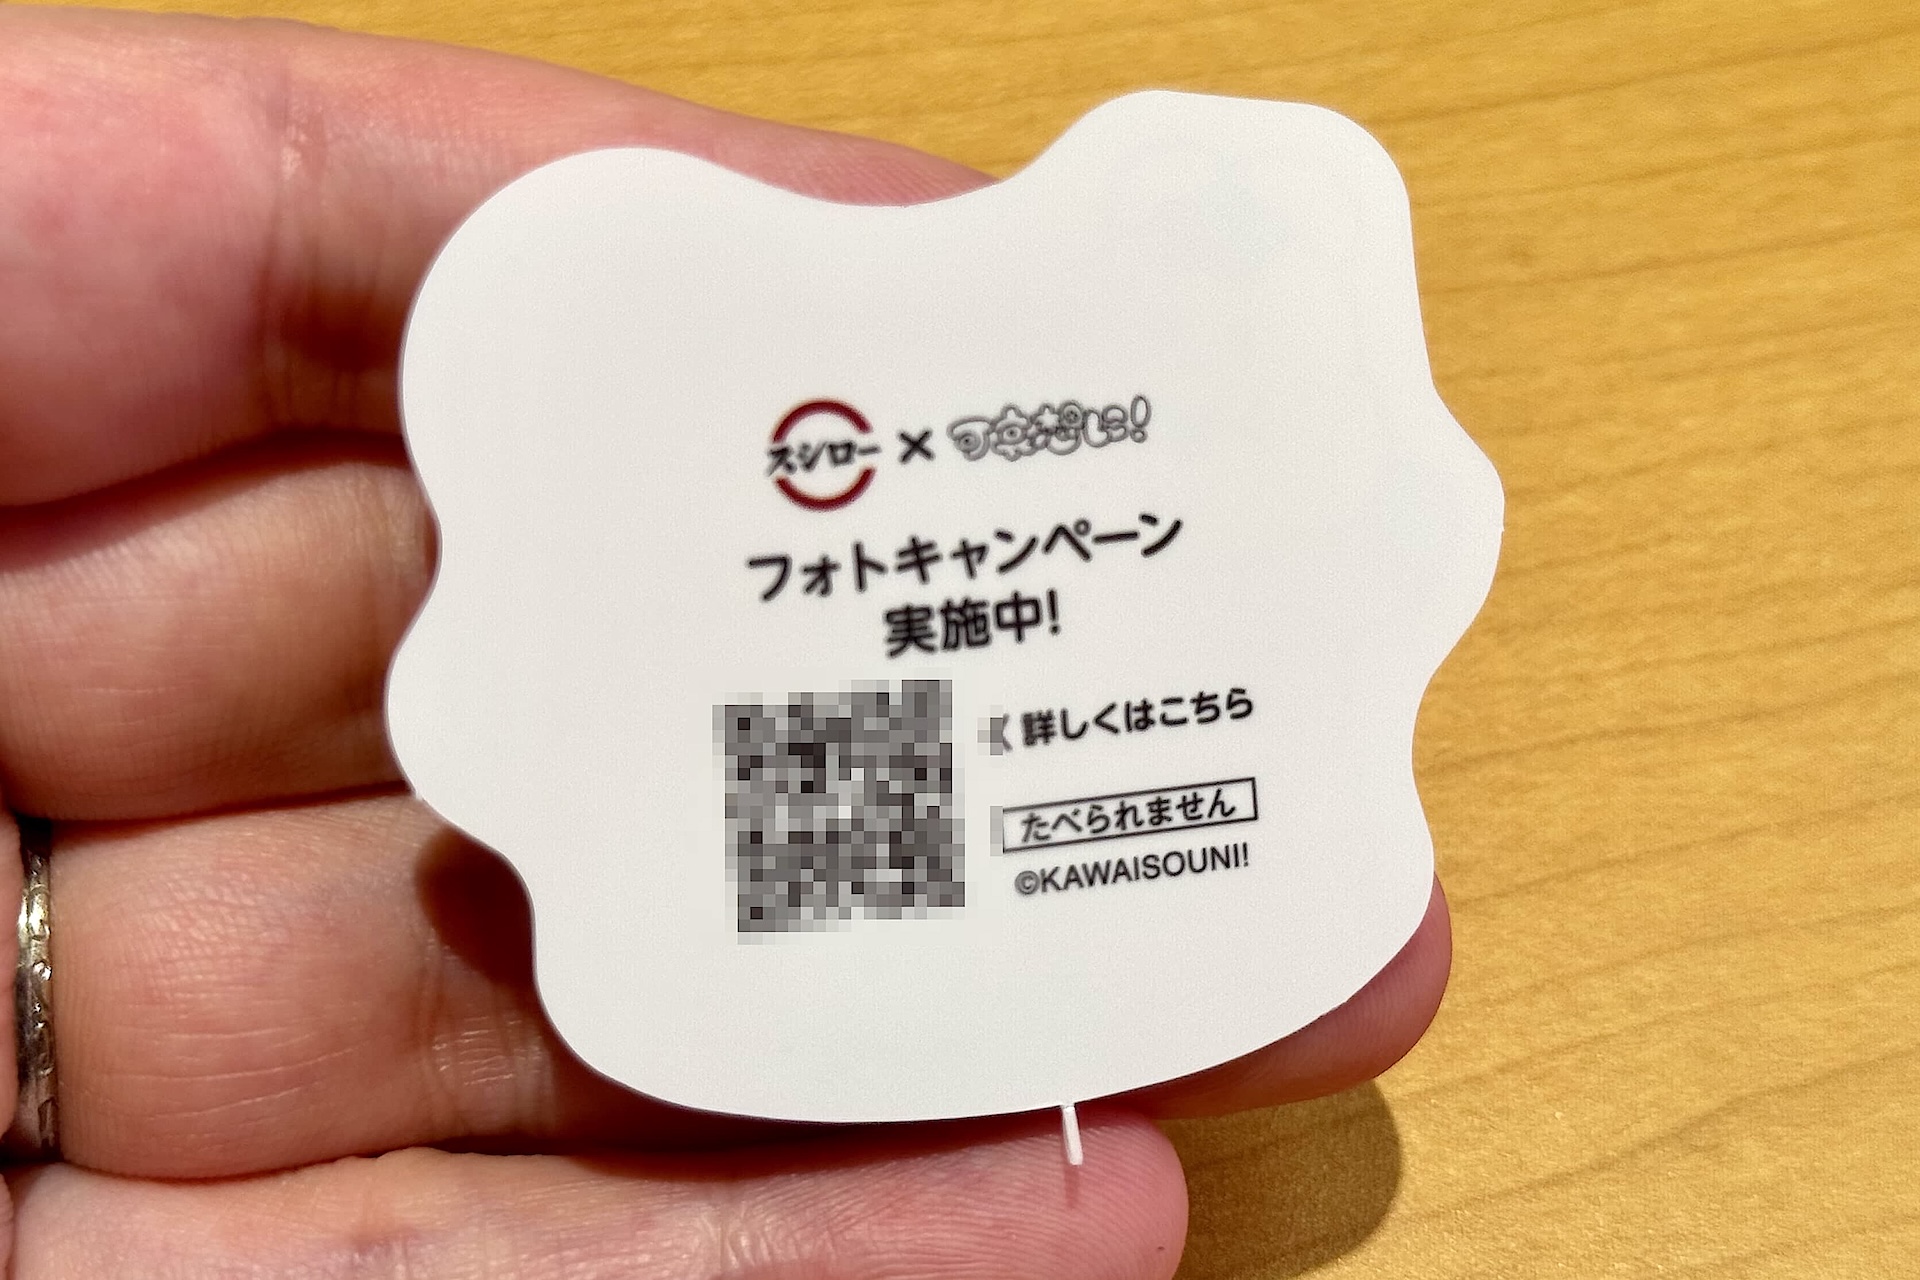 スシロー × 可哀想に!
フォトキャンペーン
実施中!
《 詳しくはこちら
たべられません
©KAWAISOUNI!